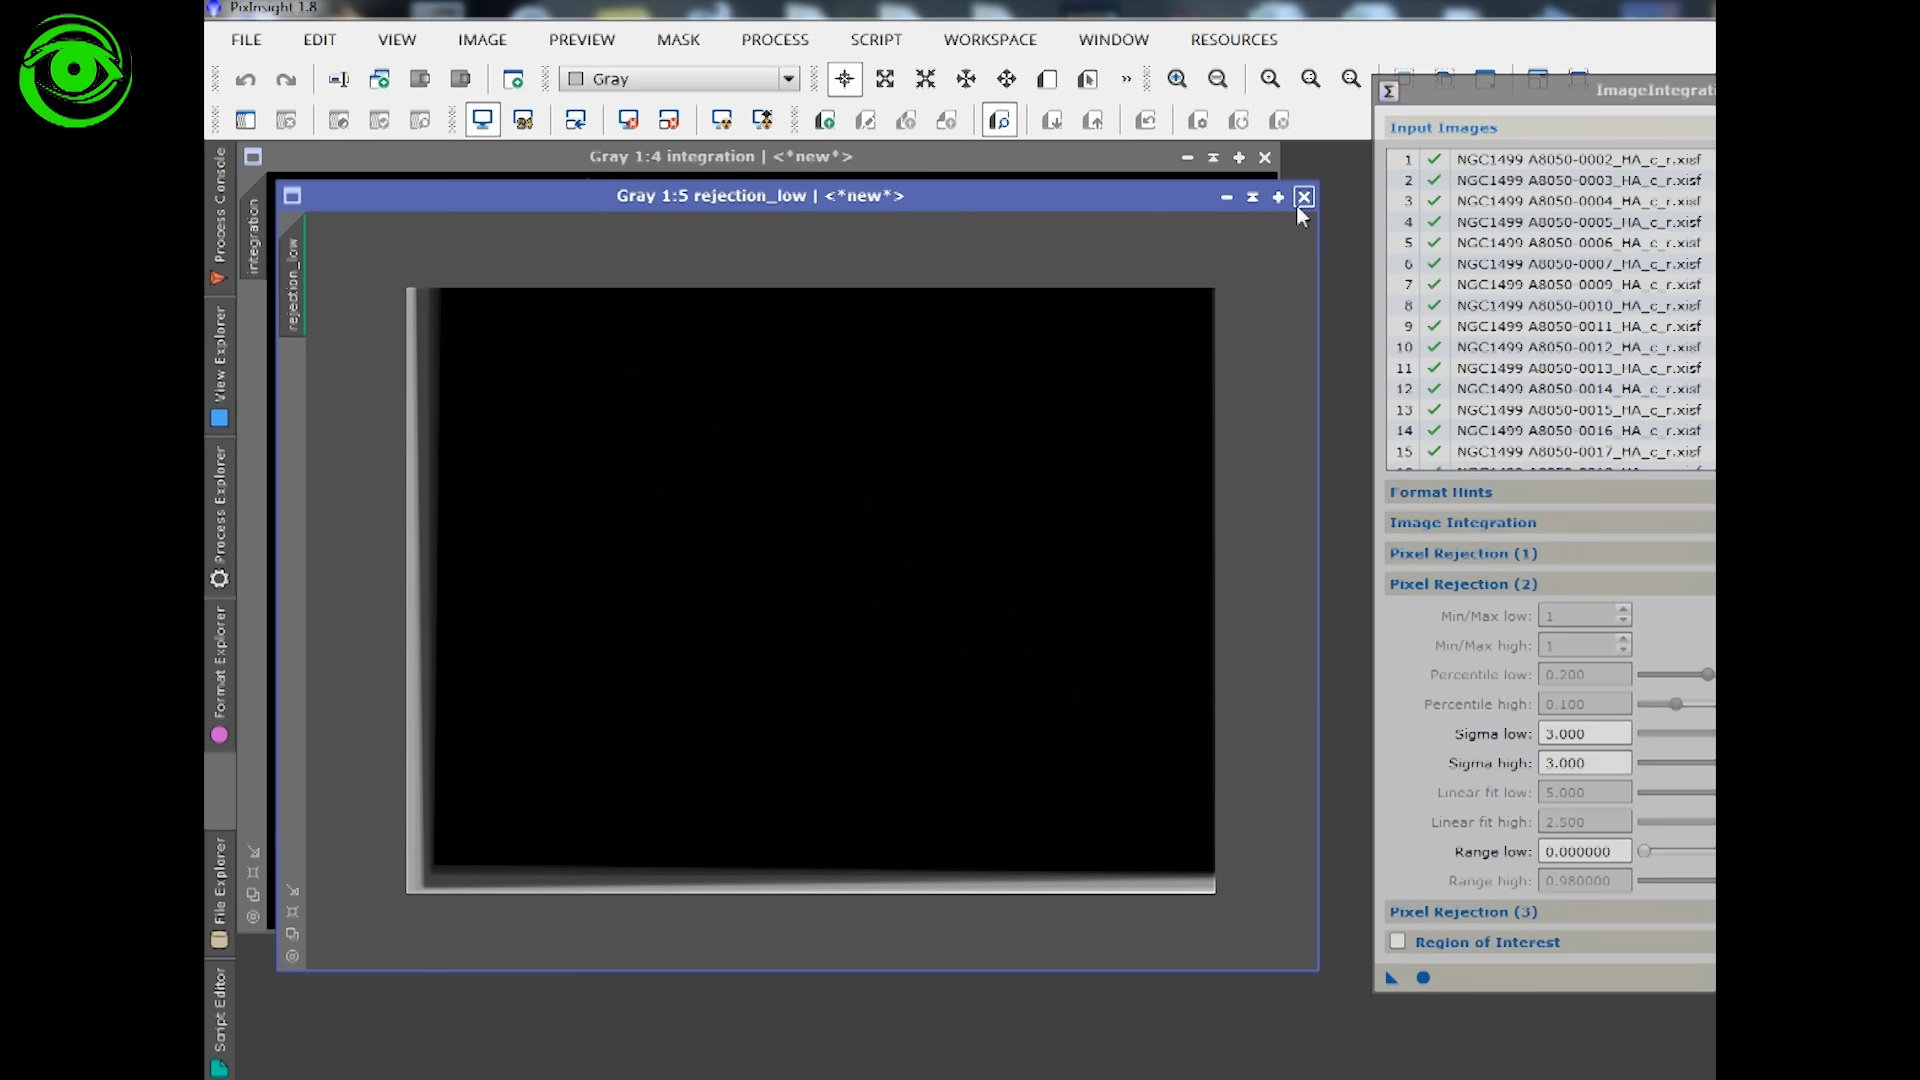 PixInsight 1.8
FILE EDIT VIEW IMAGE PREVIEW MASK PROCESS SCRIPT WORKSPACE WINDOW RESOURCES
Gray
ImageIntegrati
Input Images
Gray 1:4 integration | <*new*>
Gray 1:5 rejection_low | <*new*>
Process Console
View Explorer
Process Explorer
Format Explorer
File Explorer
Script Editor
integration
rejection_low
1 NGC1499 A8050-0002_HA_c_r.xisf
2 NGC1499 A8050-0003_HA_c_r.xisf
3 NGC1499 A8050-0004_HA_c_r.xisf
4 NGC1499 A8050-0005_HA_c_r.xisf
5 NGC1499 A8050-0006_HA_c_r.xisf
6 NGC1499 A8050-0007_HA_c_r.xisf
7 NGC1499 A8050-0009_HA_c_r.xisf
8 NGC1499 A8050-0010_HA_c_r.xisf
9 NGC1499 A8050-0011_HA_c_r.xisf
10 NGC1499 A8050-0012_HA_c_r.xisf
11 NGC1499 A8050-0013_HA_c_r.xisf
12 NGC1499 A8050-0014_HA_c_r.xisf
13 NGC1499 A8050-0015_HA_c_r.xisf
14 NGC1499 A8050-0016_HA_c_r.xisf
15 NGC1499 A8050-0017_HA_c_r.xisf
Format Hints
Image Integration
Pixel Rejection (1)
Pixel Rejection (2)
Min/Max low: 1
Min/Max high: 1
Percentile low: 0.200
Percentile high: 0.100
Sigma low: 3.000
Sigma high: 3.000
Linear fit low: 5.000
Linear fit high: 2.500
Range low: 0.000000
Range high: 0.980000
Pixel Rejection (3)
Region of Interest